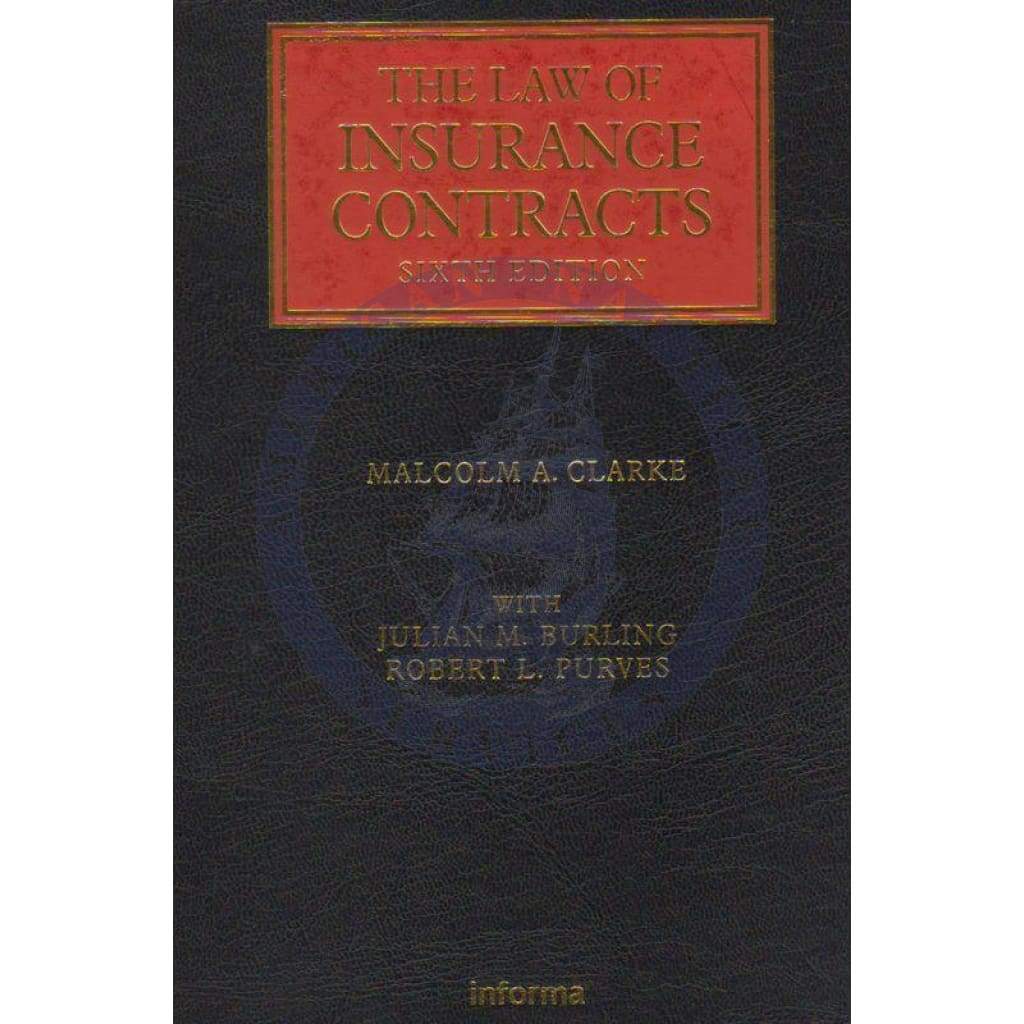 THE LAW OF
INSURANCE
CONTRACTS
SIXTH EDITION
MALCOLM A. CLARKE
WITH
JULIAN M. BURLING
ROBERT L. PURVES
informa